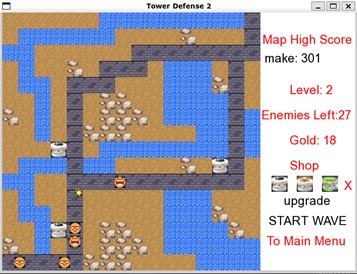 Tower Defense 2
Map High Score
make: 301
Level: 2
Enemies Left:27
Gold: 18
Shop
X
upgrade
START WAVE
To Main Menu